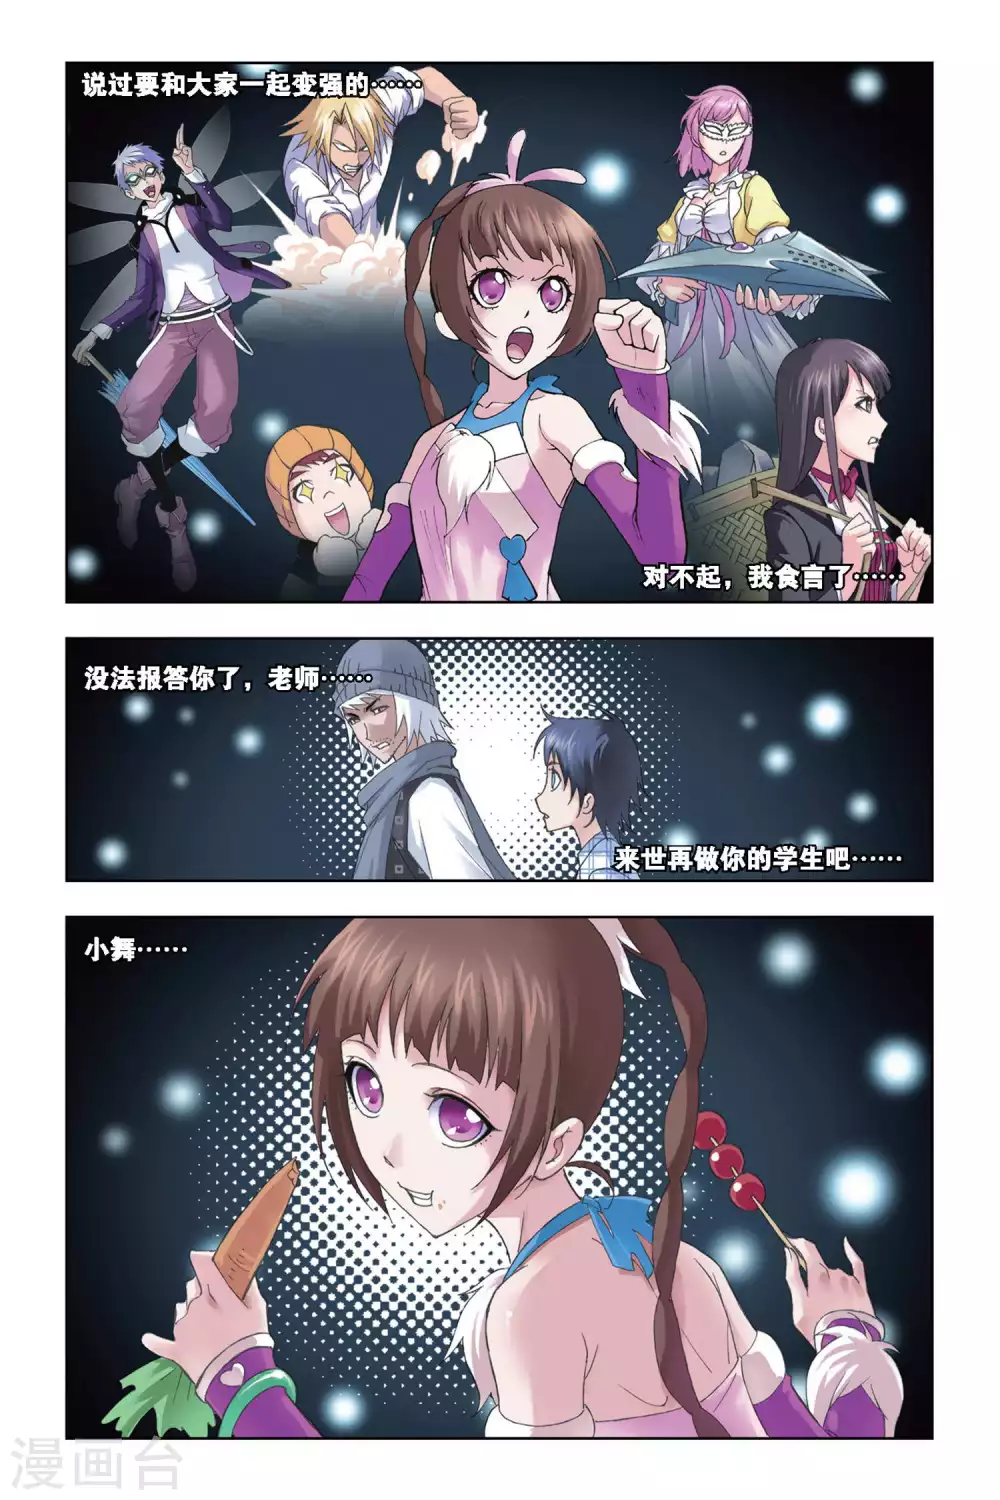 说过要和大家一起变强的……
对不起，我食言了……
没法报答你了，老师……
来世再做你的学生吧……
小舞……
漫画台